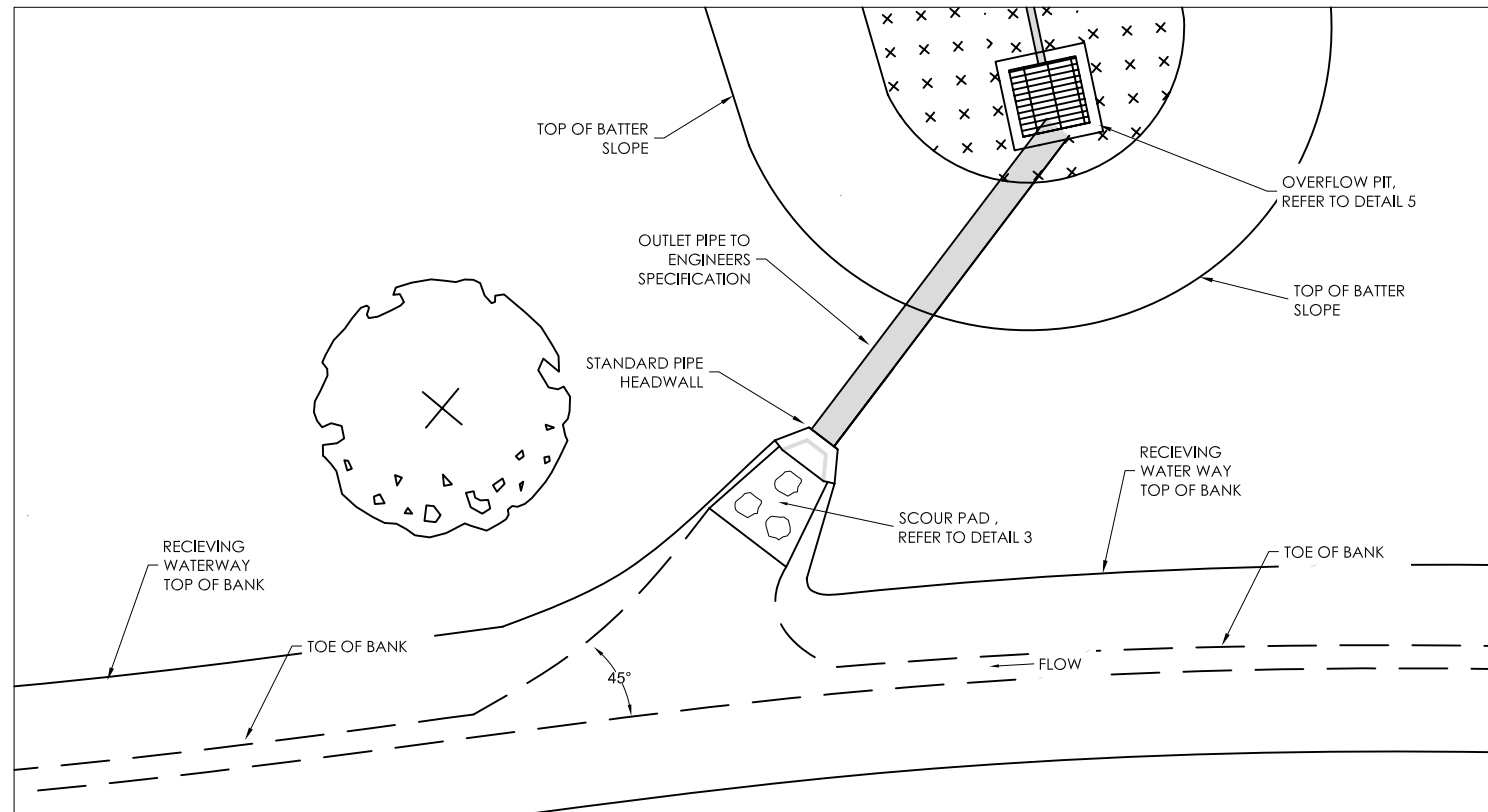 TOP OF BATTER
SLOPE
OVERFLOW PIT,
REFER TO DETAIL 5
OUTLET PIPE TO
ENGINEERS
SPECIFICATION
TOP OF BATTER
SLOPE
STANDARD PIPE
HEADWALL
RECIEVING
WATER WAY
TOP OF BANK
SCOUR PAD ,
REFER TO DETAIL 3
RECIEVING
WATERWAY
TOP OF BANK
TOE OF BANK
TOE OF BANK
FLOW
45°